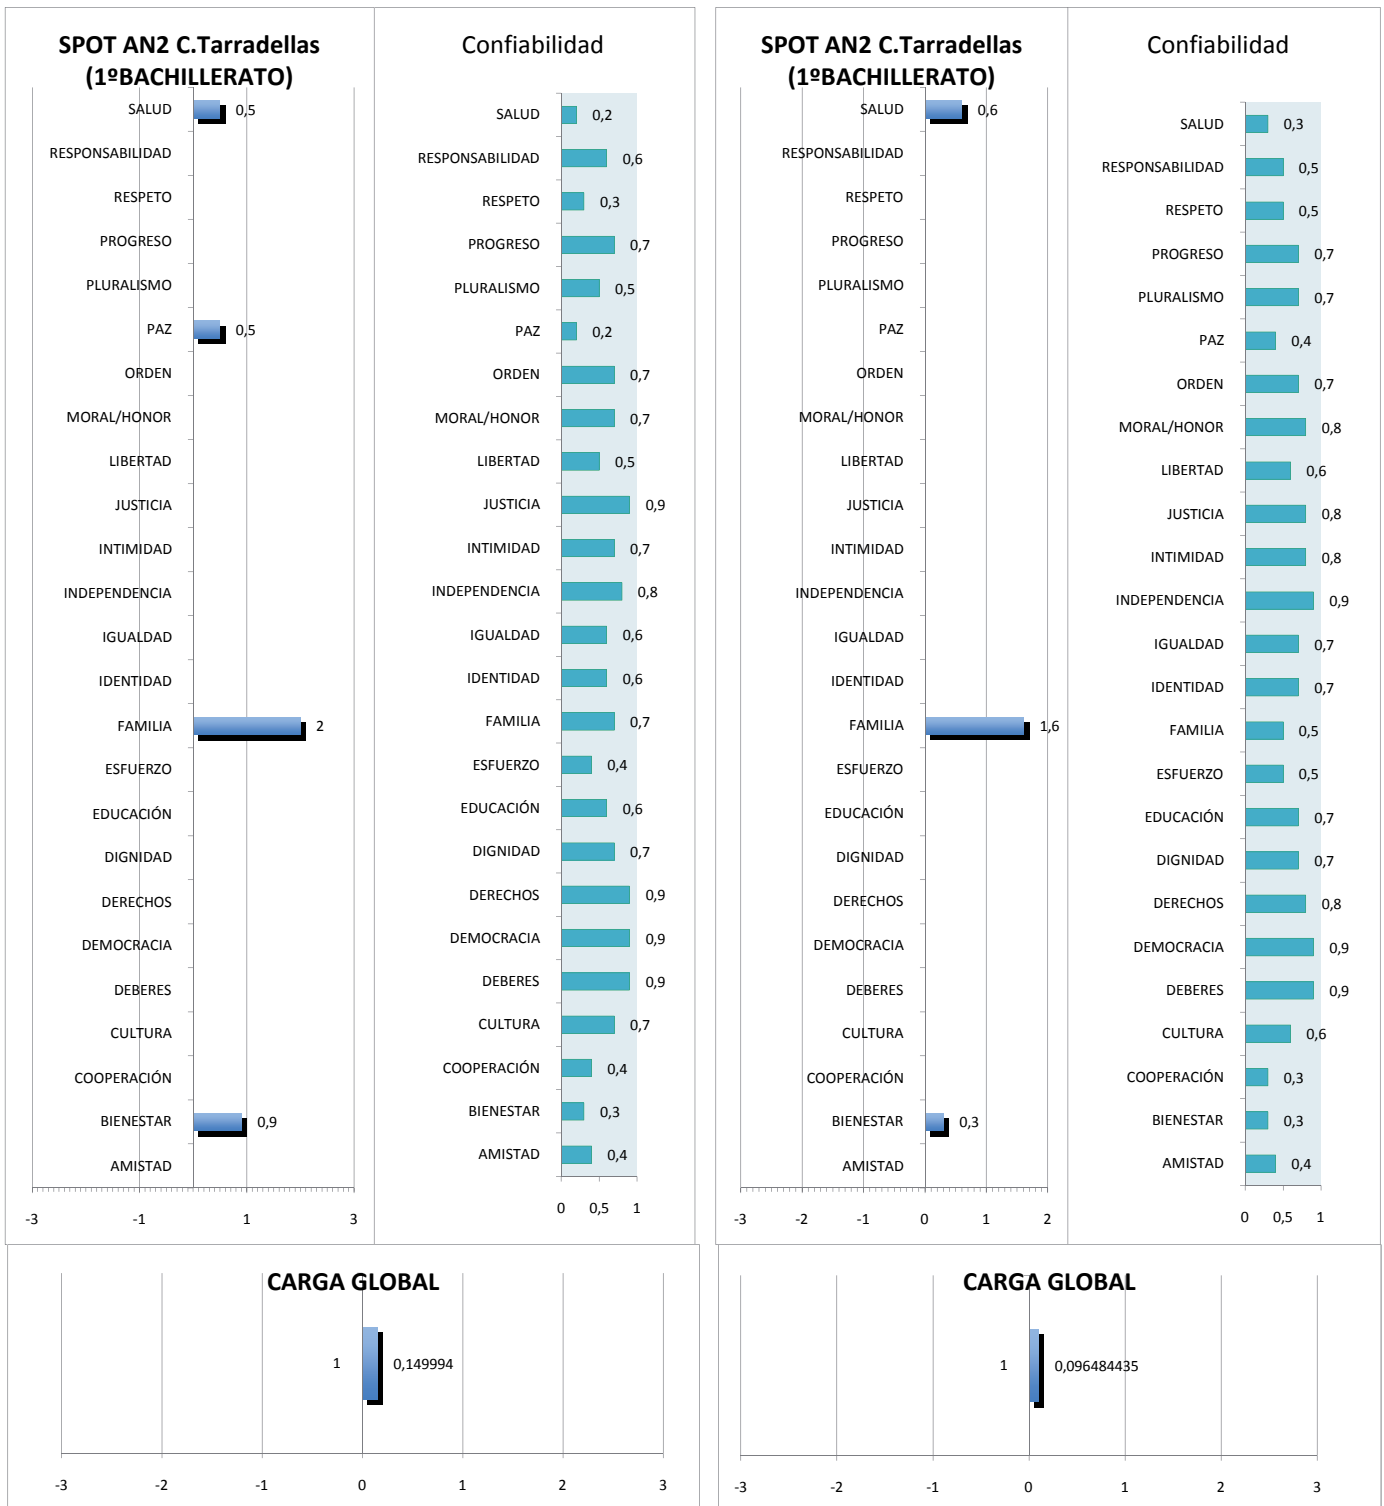 SPOT AN2 C.Tarradellas
(1ºBACHILLERATO)
SALUD 0,5
RESPONSABILIDAD
RESPETO
PROGRESO
PLURALISMO
PAZ 0,5
ORDEN
MORAL/HONOR
LIBERTAD
JUSTICIA
INTIMIDAD
INDEPENDENCIA
IGUALDAD
IDENTIDAD
FAMILIA 2
ESFUERZO
EDUCACIÓN
DIGNIDAD
DERECHOS
DEMOCRACIA
DEBERES
CULTURA
COOPERACIÓN
BIENESTAR 0,9
AMISTAD
-3 -1 1 3
Confiabilidad
SALUD 0,2
RESPONSABILIDAD 0,6
RESPETO 0,3
PROGRESO 0,7
PLURALISMO 0,5
PAZ 0,2
ORDEN 0,7
MORAL/HONOR 0,7
LIBERTAD 0,5
JUSTICIA 0,9
INTIMIDAD 0,7
INDEPENDENCIA 0,8
IGUALDAD 0,6
IDENTIDAD 0,6
FAMILIA 0,7
ESFUERZO 0,4
EDUCACIÓN 0,6
DIGNIDAD 0,7
DERECHOS 0,9
DEMOCRACIA 0,9
DEBERES 0,9
CULTURA 0,7
COOPERACIÓN 0,4
BIENESTAR 0,3
AMISTAD 0,4
0 0,5 1
SPOT AN2 C.Tarradellas
(1ºBACHILLERATO)
SALUD 0,6
RESPONSABILIDAD
RESPETO
PROGRESO
PLURALISMO
PAZ
ORDEN
MORAL/HONOR
LIBERTAD
JUSTICIA
INTIMIDAD
INDEPENDENCIA
IGUALDAD
IDENTIDAD
FAMILIA 1,6
ESFUERZO
EDUCACIÓN
DIGNIDAD
DERECHOS
DEMOCRACIA
DEBERES
CULTURA
COOPERACIÓN
BIENESTAR 0,3
AMISTAD
-3 -2 -1 0 1 2
Confiabilidad
SALUD 0,3
RESPONSABILIDAD 0,5
RESPETO 0,5
PROGRESO 0,7
PLURALISMO 0,7
PAZ 0,4
ORDEN 0,7
MORAL/HONOR 0,8
LIBERTAD 0,6
JUSTICIA 0,8
INTIMIDAD 0,8
INDEPENDENCIA 0,9
IGUALDAD 0,7
IDENTIDAD 0,7
FAMILIA 0,5
ESFUERZO 0,5
EDUCACIÓN 0,7
DIGNIDAD 0,7
DERECHOS 0,8
DEMOCRACIA 0,9
DEBERES 0,9
CULTURA 0,6
COOPERACIÓN 0,3
BIENESTAR 0,3
AMISTAD 0,4
0 0,5 1
CARGA GLOBAL
1 0,149994
-3 -2 -1 0 1 2 3
CARGA GLOBAL
1 0,096484435
-3 -2 -1 0 1 2 3